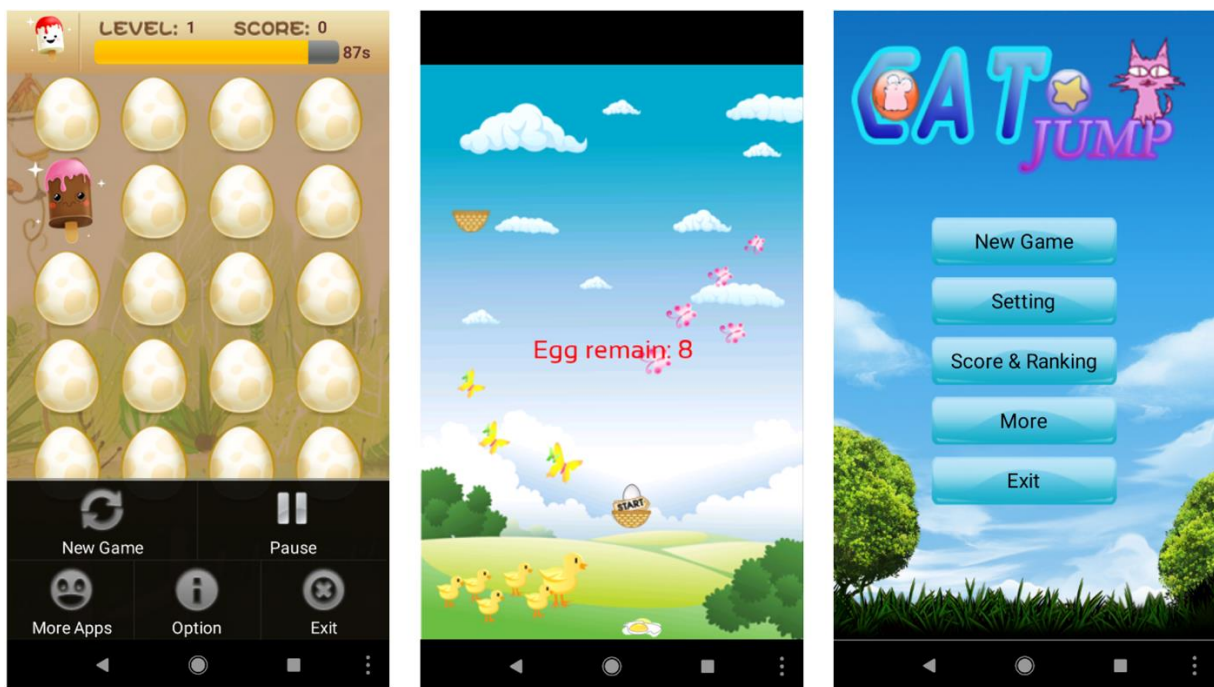 LEVEL: 1 SCORE: 0
87s
New Game Pause
More Apps Option Exit
Egg remain: 8
START
CAT
JUMP
New Game
Setting
Score & Ranking
More
Exit